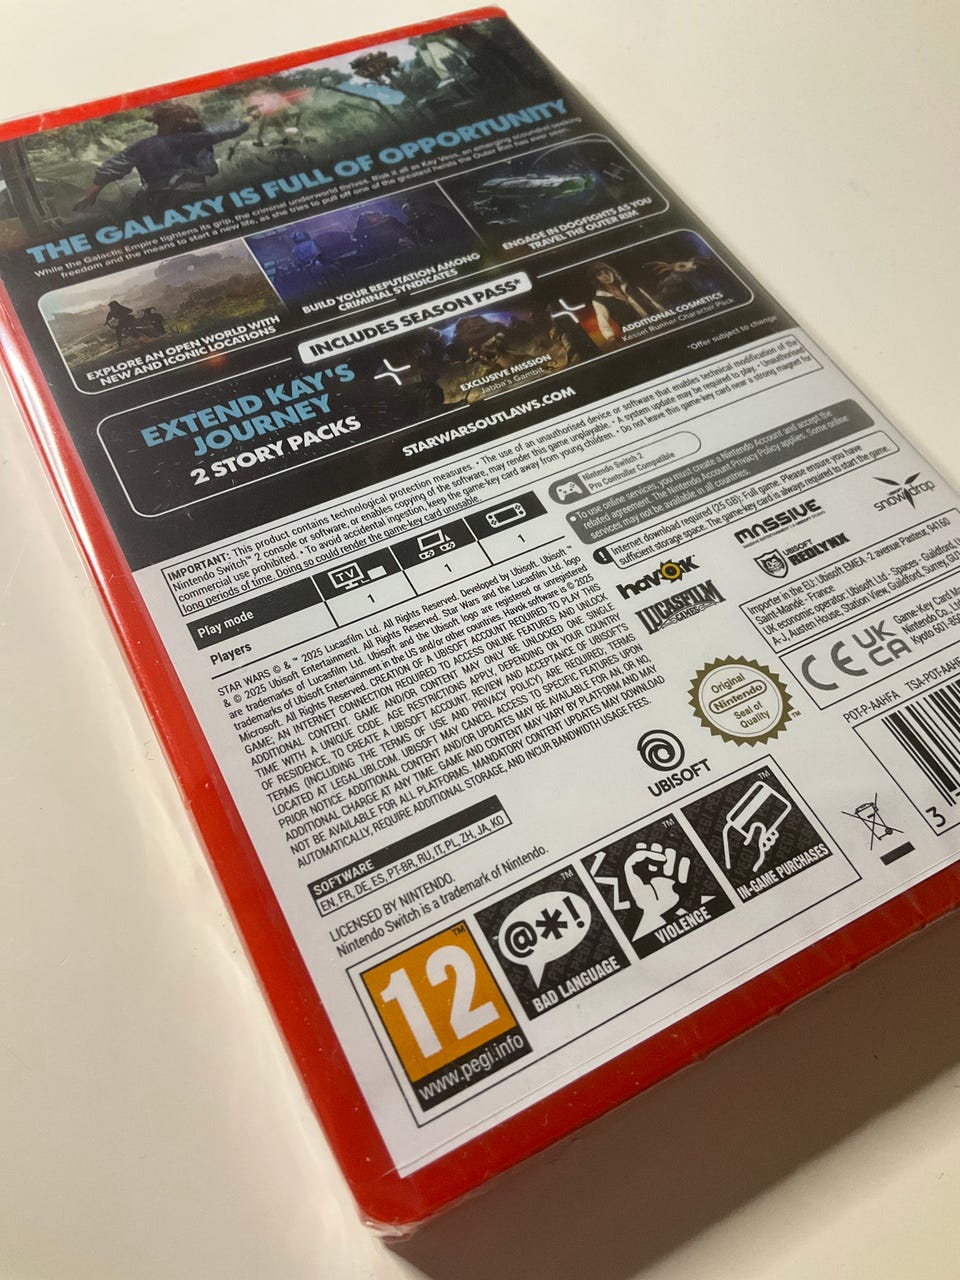 THE GALAXY IS FULL OF OPPORTUNITY
While the Galactic Empire tightens its grip, the criminal underworld thrives. Risk it all as Kay Vess, an emerging scoundrel seeking
freedom and the means to start a new life, as she tries to pull off one of the greatest heists the Outer Rim has ever seen.
EXPLORE AN OPEN WORLD WITH
NEW AND ICONIC LOCATIONS
BUILD YOUR REPUTATION AMONG
CRIMINAL SYNDICATES
ENGAGE IN DOGFIGHTS AS YOU
TRAVEL THE OUTER RIM
INCLUDES SEASON PASS*
EXTEND KAY'S
JOURNEY
2 STORY PACKS
EXCLUSIVE MISSION
Jabba's Gambit
ADDITIONAL COSMETICS
Kessel Runner Character Pack
*Offer subject to change
STARWARSOUTLAWS.COM
IMPORTANT: This product contains technological protection measures. • The use of an unauthorised device or software that enables technical modification of the
Nintendo Switch™ 2 console or software, or enables copying of the software, may render this game unplayable. • A system update may be required to play. • Unauthorised
commercial use prohibited. • To avoid accidental ingestion, keep the game-key card away from young children. • Do not leave this game-key card near a strong magnet for
long periods of time. Doing so could render the game-key card unusable.
TV
Play mode
Players
1
1
1
Nintendo Switch 2
Pro Controller Compatible
• To use online services, you must create a Nintendo Account and accept the
related agreement. The Nintendo Account Privacy Policy applies. Some online
services may not be available in all countries.
Internet download required (25 GB): Full game. Please ensure you have
sufficient storage space. The game-key card is always required to start the game.
STAR WARS © & ™ 2025 Lucasfilm Ltd. All Rights Reserved. Developed by Ubisoft. Ubisoft™
& © 2025 Ubisoft Entertainment. All Rights Reserved. Star Wars and the Lucasfilm Ltd. logo
are trademarks of Lucasfilm Ltd. Ubisoft and the Ubisoft logo are registered or unregistered
trademarks of Ubisoft Entertainment in the US and/or other countries. Havok software is © 2025
Microsoft. All Rights Reserved. CREATION OF A UBISOFT ACCOUNT REQUIRED TO PLAY THIS
GAME; AN INTERNET CONNECTION REQUIRED TO ACCESS ONLINE FEATURES AND UNLOCK
ADDITIONAL CONTENT. GAME AND/OR CONTENT MAY ONLY BE UNLOCKED ONE SINGLE
TIME WITH A UNIQUE CODE. AGE RESTRICTIONS APPLY, DEPENDING ON YOUR COUNTRY
OF RESIDENCE, TO CREATE A UBISOFT ACCOUNT. REVIEW AND ACCEPTANCE OF UBISOFT'S
TERMS (INCLUDING THE TERMS OF USE AND PRIVACY POLICY) ARE REQUIRED; TERMS
LOCATED AT LEGAL.UBI.COM. UBISOFT MAY CANCEL ACCESS TO SPECIFIC FEATURES UPON
PRIOR NOTICE. ADDITIONAL CONTENT AND/OR UPDATES MAY BE AVAILABLE FOR AN OR NO
ADDITIONAL CHARGE AT ANY TIME. GAME AND CONTENT MAY VARY BY PLATFORM AND MAY
NOT BE AVAILABLE FOR ALL PLATFORMS. MANDATORY CONTENT UPDATES MAY DOWNLOAD
AUTOMATICALLY, REQUIRE ADDITIONAL STORAGE, AND INCUR BANDWIDTH USAGE FEES.
havok
LUCASFILM
GAMES
MASSIVE
UBISOFT
REDLYNX
snowdrop
Importer in the EU: Ubisoft EMEA - 2 avenue Pasteur, 94160
Saint-Mandé - France
UK economic operator: Ubisoft Ltd - Spaces - Guildford,
A-J, Austen House, Station View, Guildford, Surrey,
CE
UK
CA
Game-Key Card
Nintendo Co.,
Kyoto 601-
POT-P-AAHFA
Original
Nintendo
Seal of
Quality
™
UBISOFT
3
SOFTWARE
EN, FR, DE, ES, PT-BR, RU, IT, PL, ZH, JA, KO
LICENSED BY NINTENDO.
Nintendo Switch is a trademark of Nintendo.
12
www.pegi.info
@*!
BAD LANGUAGE
VIOLENCE
IN-GAME PURCHASES